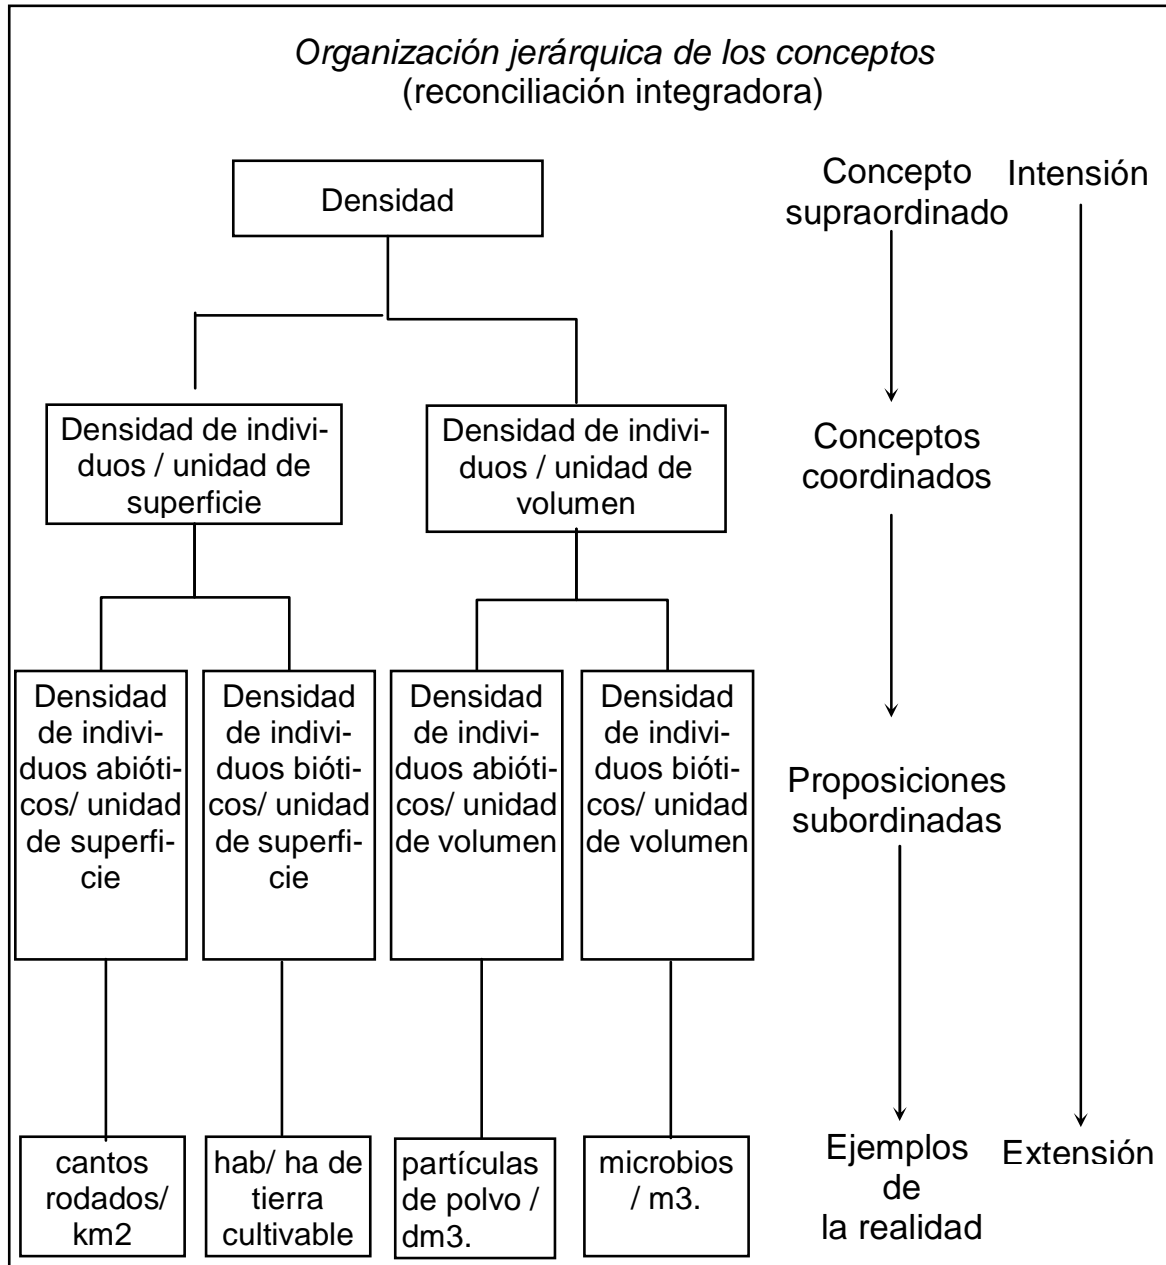 Organización jerárquica de los conceptos
(reconciliación integradora)
Concepto
supraordinado
Intensión
Densidad
Densidad de indivi-
duos / unidad de
superficie
Densidad de indivi-
duos / unidad de
volumen
Conceptos
coordinados
Densidad
de indivi-
duos abióti-
cos/ unidad
de superfi-
cie
Densidad
de indivi-
duos bióti-
cos/ unidad
de superfi-
cie
Densidad
de indivi-
duos abióti-
cos/ unidad
de volumen
Densidad
de indivi-
duos bióti-
cos/ unidad
de volumen
Proposiciones
subordinadas
cantos
rodados/
km2
hab/ ha de
tierra
cultivable
partículas
de polvo /
dm3.
microbios
/ m3.
Ejemplos
de
la realidad
Extensión